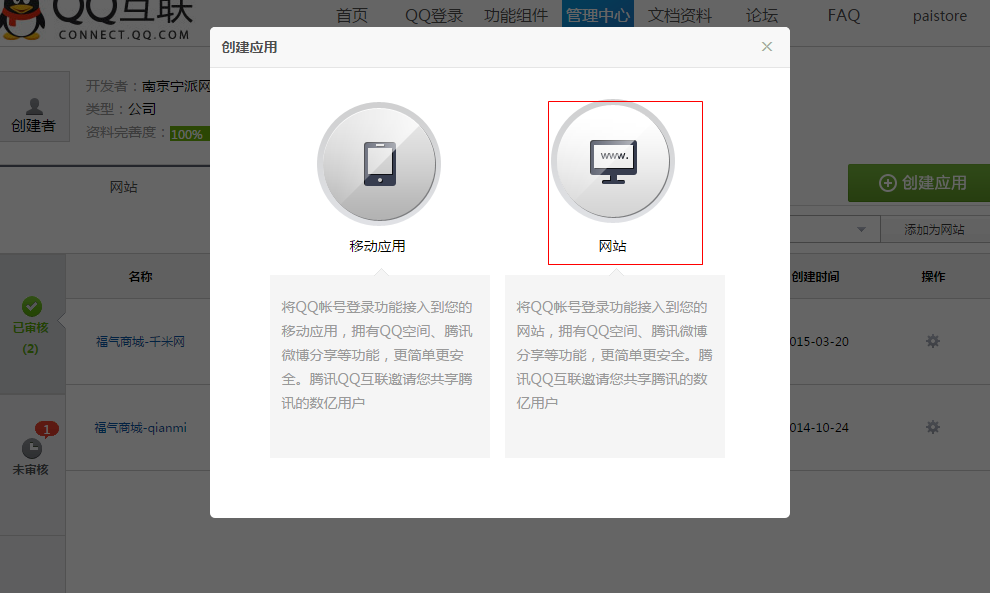 QQ互联
CONNECT.QQ.COM
首页 QQ登录 功能组件 管理中心 文档资料 论坛 FAQ paistore
创建应用
创建者
开发者：南京宁派网
类型：公司
资料完善度：100%
网站
创建应用
添加为网站
名称
创建时间
操作
已审核
(2)
福气商城-千米网
015-03-20
1
未审核
福气商城-qianmi
014-10-24
www.
移动应用
网站
将QQ帐号登录功能接入到您的
移动应用，拥有QQ空间、腾讯
微博分享等功能，更简单更安
全。腾讯QQ互联邀请您共享腾
讯的数亿用户
将QQ帐号登录功能接入到您的
网站，拥有QQ空间、腾讯微博
分享等功能，更简单更安全。腾
讯QQ互联邀请您共享腾讯的数
亿用户